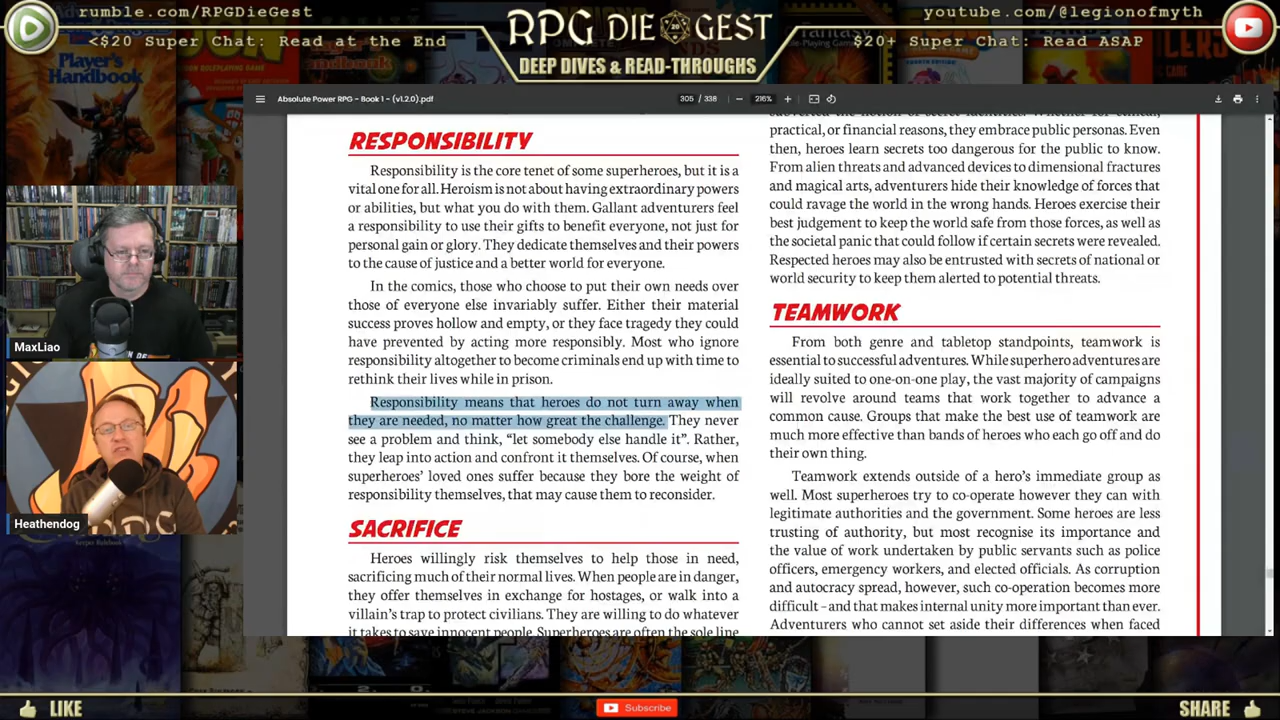 rumble.com/RPGDieGest
<$20 Super Chat: Read at the End
RPG DIE GEST
20
DEEP DIVES & READ-THROUGHS
youtube.com/@legionofmyth
$20+ Super Chat: Read ASAP
Player's
Handbook
Absolute Power RPG - Book 1 - (v1.2.0).pdf
305 / 338
216%
RESPONSIBILITY
Responsibility is the core tenet of some superheroes, but it is a
vital one for all. Heroism is not about having extraordinary powers
or abilities, but what you do with them. Gallant adventurers feel
a responsibility to use their gifts to benefit everyone, not just for
personal gain or glory. They dedicate themselves and their powers
to the cause of justice and a better world for everyone.
In the comics, those who choose to put their own needs over
those of everyone else invariably suffer. Either their material
success proves hollow and empty, or they face tragedy they could
have prevented by acting more responsibly. Most who ignore
responsibility altogether to become criminals end up with time to
rethink their lives while in prison.
Responsibility means that heroes do not turn away when
they are needed, no matter how great the challenge. They never
see a problem and think, “let somebody else handle it”. Rather,
they leap into action and confront it themselves. Of course, when
superheroes’ loved ones suffer because they bore the weight of
responsibility themselves, that may cause them to reconsider.
SACRIFICE
Heroes willingly risk themselves to help those in need,
sacrificing much of their normal lives. When people are in danger,
they offer themselves in exchange for hostages, or walk into a
villain’s trap to protect civilians. They are willing to do whatever
it takes to save innocent people. Superheroes are often the sole line
subverted the notion of secret identities. Whether for ethical,
practical, or financial reasons, they embrace public personas. Even
then, heroes learn secrets too dangerous for the public to know.
From alien threats and advanced devices to dimensional fractures
and magical arts, adventurers hide their knowledge of forces that
could ravage the world in the wrong hands. Heroes exercise their
best judgement to keep the world safe from those forces, as well as
the societal panic that could follow if certain secrets were revealed.
Respected heroes may also be entrusted with secrets of national or
world security to keep them alerted to potential threats.
TEAMWORK
From both genre and tabletop standpoints, teamwork is
essential to successful adventures. While superhero adventures are
ideally suited to one-on-one play, the vast majority of campaigns
will revolve around teams that work together to advance a
common cause. Groups that make the best use of teamwork are
much more effective than bands of heroes who each go off and do
their own thing.
Teamwork extends outside of a hero’s immediate group as
well. Most superheroes try to co-operate however they can with
legitimate authorities and the government. Some heroes are less
trusting of authority, but most recognise its importance and
the value of work undertaken by public servants such as police
officers, emergency workers, and elected officials. As corruption
and autocracy spread, however, such co-operation becomes more
difficult – and that makes internal unity more important than ever.
Adventurers who cannot set aside their differences when faced
MaxLiao
Heathendog
LIKE
Subscribe
SHARE